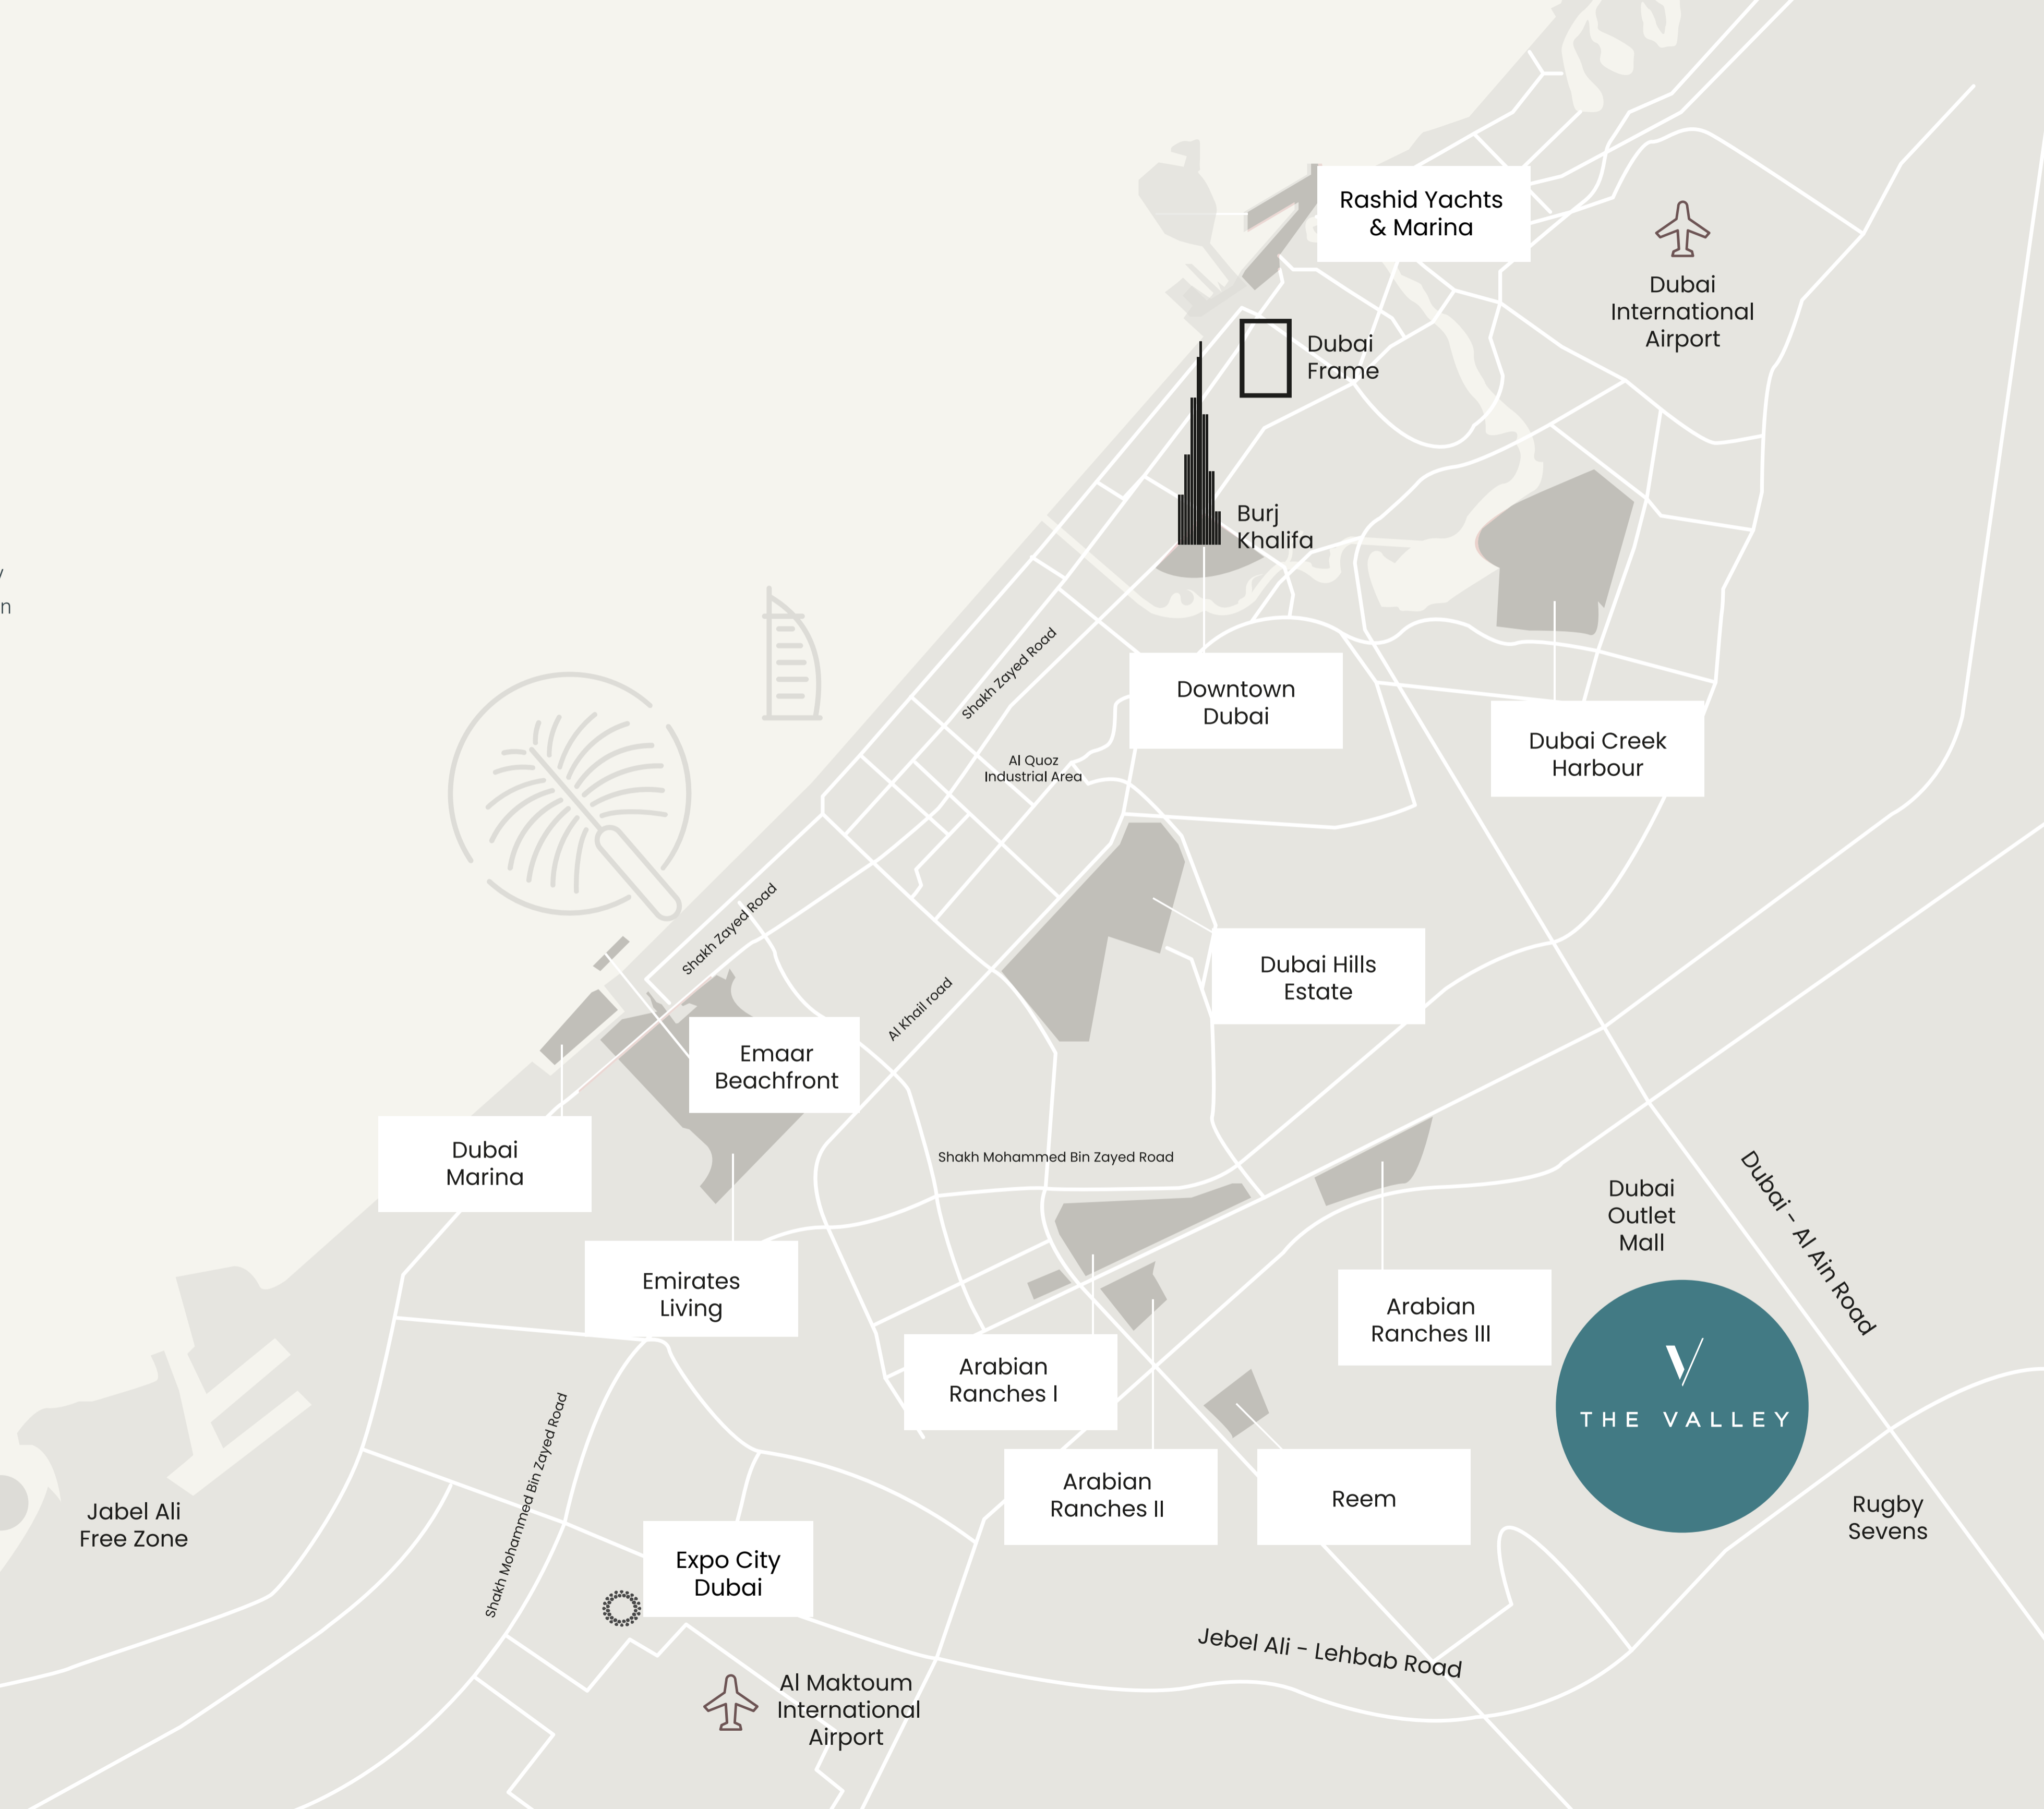 Rashid Yachts
& Marina
Dubai
International
Airport
Dubai
Frame
Burj
Khalifa
n
Shakh Zayed Road
Downtown
Dubai
Dubai Creek
Harbour
Al Quoz
Industrial Area
Shakh Zayed Road
Dubai Hills
Estate
Al Khail road
Emaar
Beachfront
Dubai
Marina
Shakh Mohammed Bin Zayed Road
Dubai
Outlet
Mall
Dubai - Al Ain Road
Emirates
Living
Arabian
Ranches III
Arabian
Ranches I
THE VALLEY
Shakh Mohammed Bin Zayed Road
Arabian
Ranches II
Reem
Rugby
Sevens
Jabel Ali
Free Zone
Expo City
Dubai
Jebel Ali - Lehbab Road
Al Maktoum
International
Airport